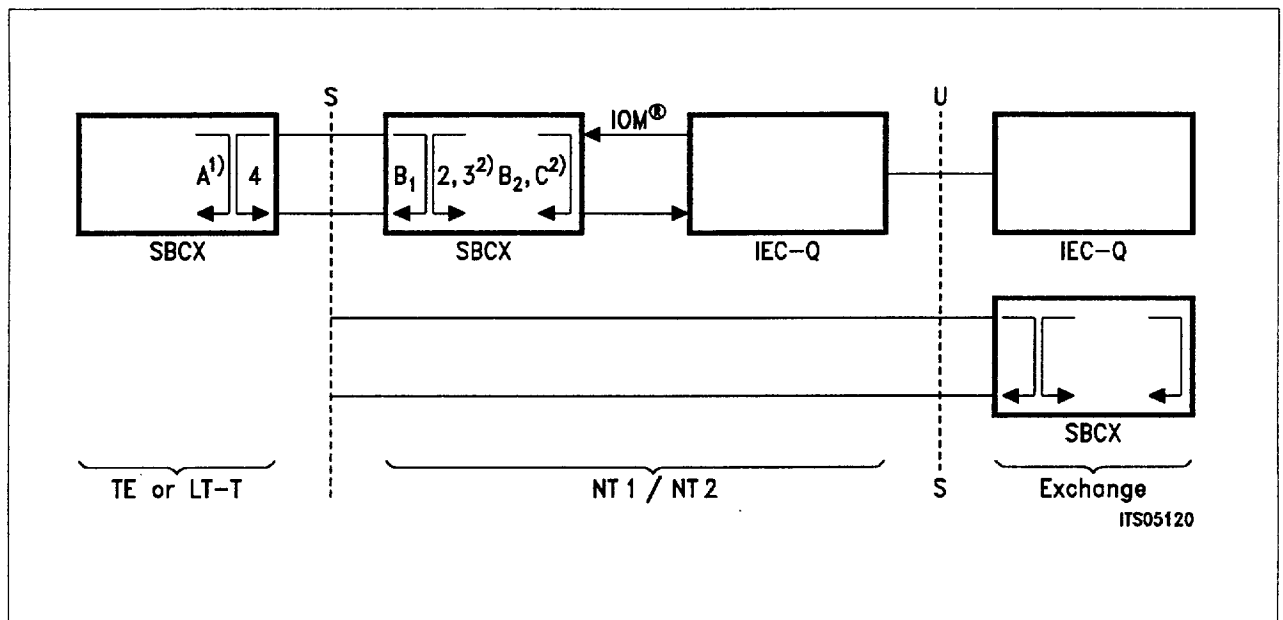 S
U
IOM®
A¹⁾ 4
B₁ 2, 3²⁾ B₂, C²⁾
SBCX
SBCX
IEC-Q
IEC-Q
SBCX
TE or LT-T
NT 1 / NT 2
S
Exchange
ITS05120